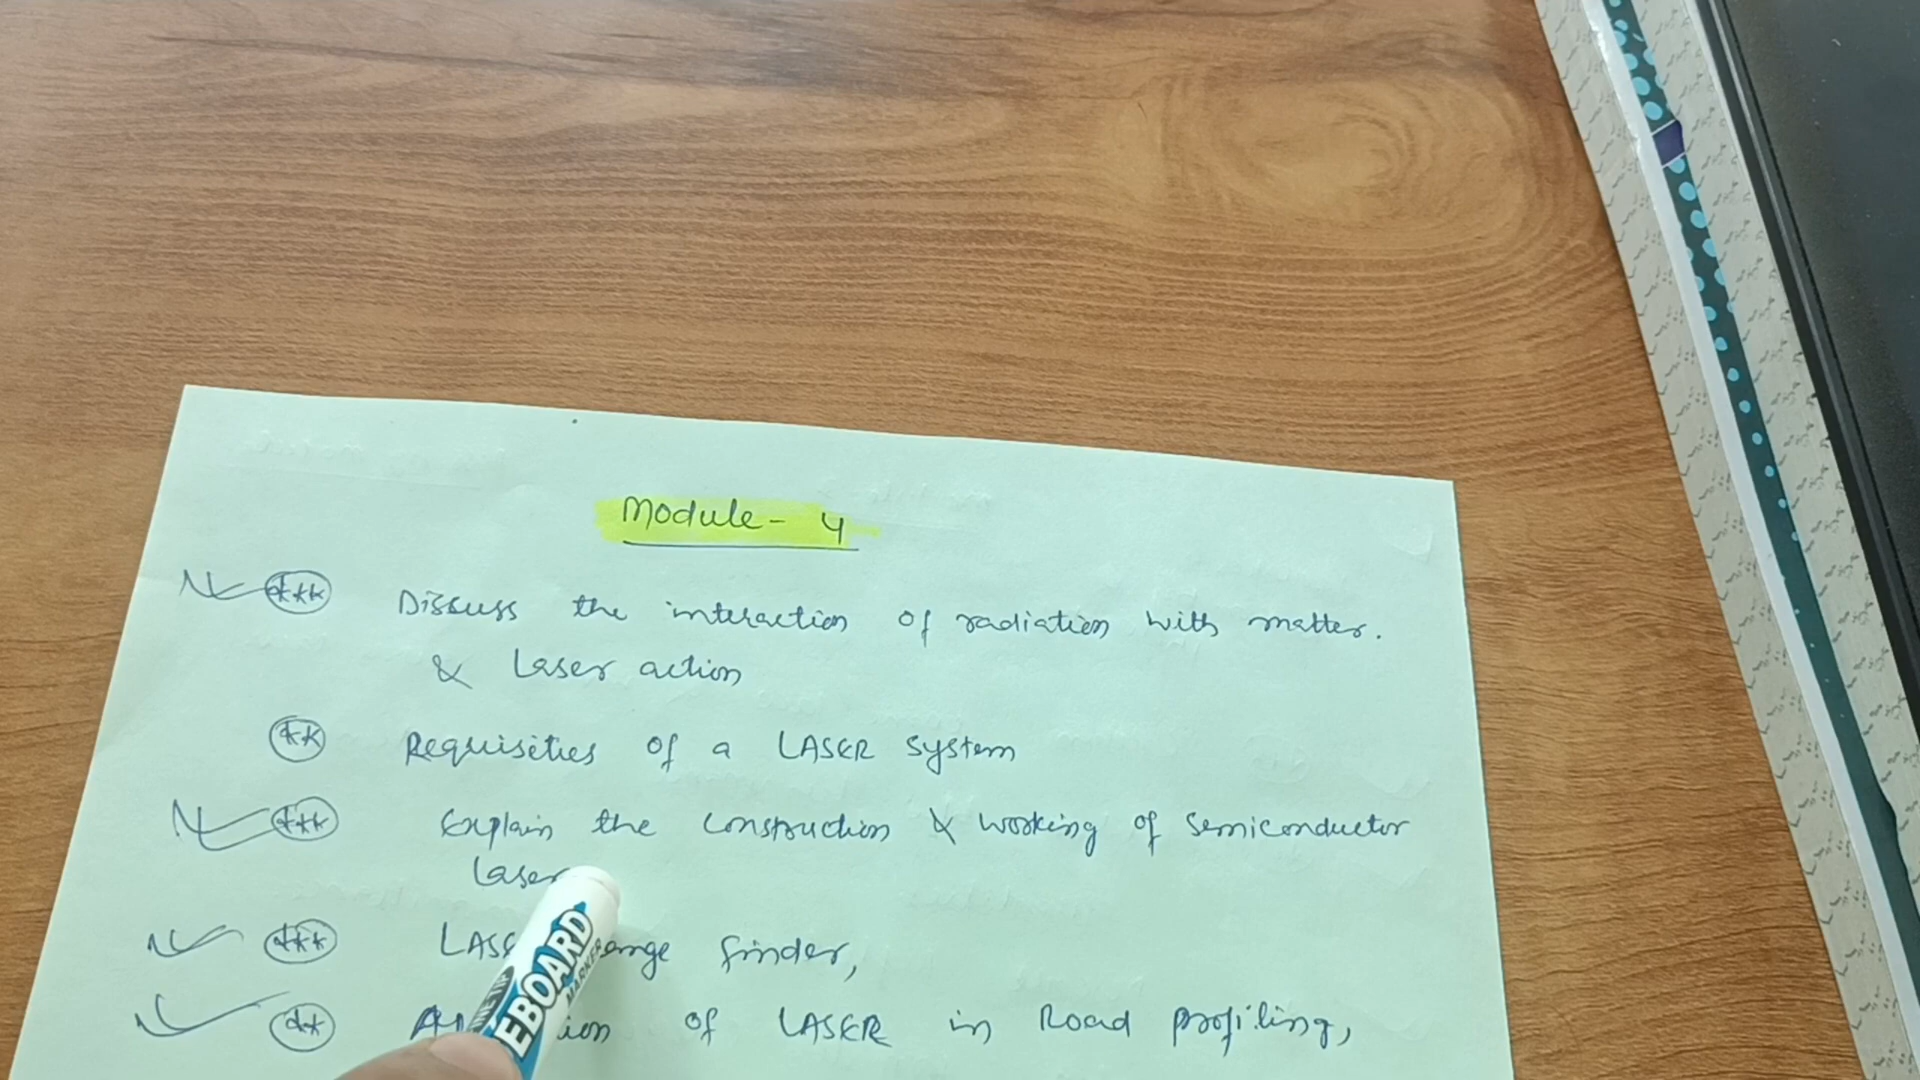 Module - 4
*** Discuss the interaction of radiation with matter.
& Laser action
** Requisities of a LASER system
*** Explain the construction & working of semiconductor
Laser
*** finder,
** of LASER in Road profiling,
EBOARD
MARKER